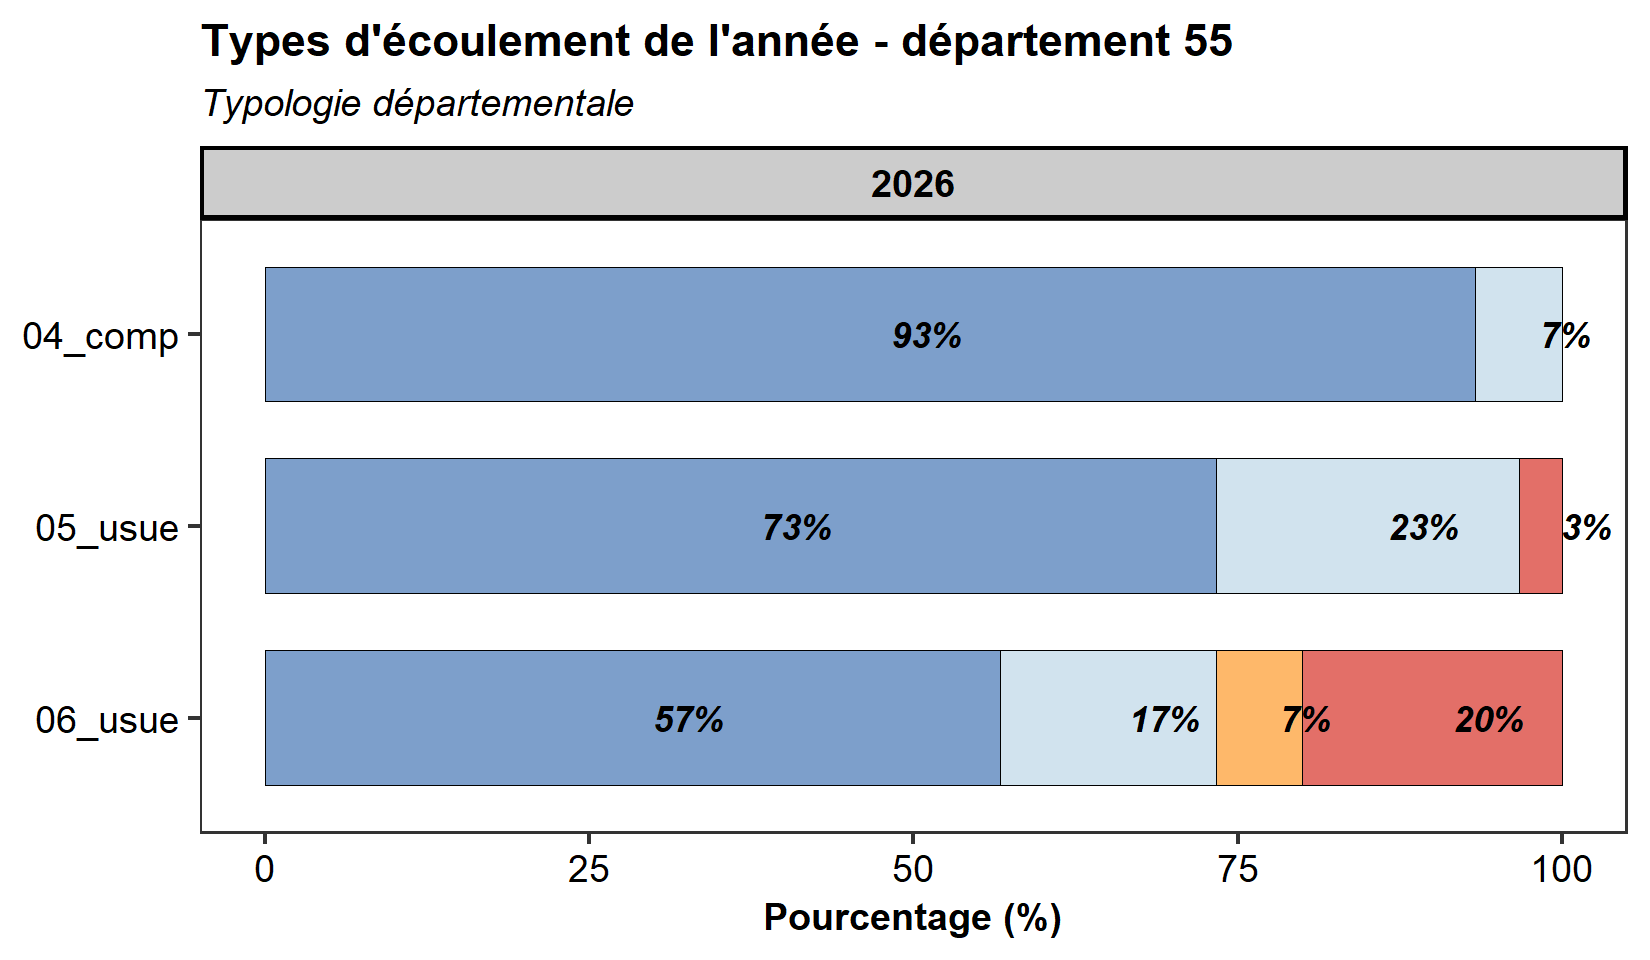 Types d'écoulement de l'année - département 55
Typologie départementale
2026
04_comp 93% 7%
05_usue 73% 23% 3%
06_usue 57% 17% 7% 20%
0 25 50 75 100
Pourcentage (%)